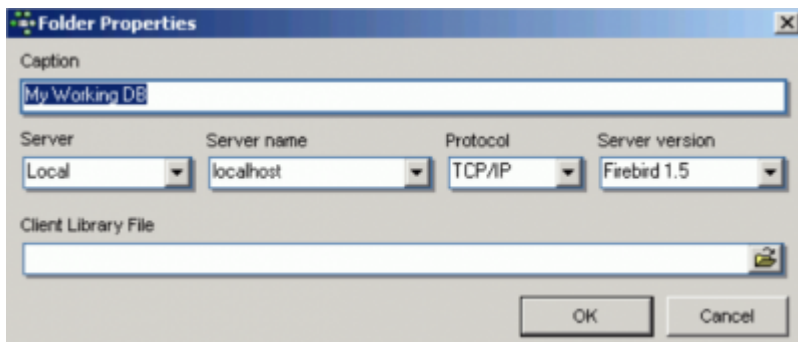 Folder Properties
Caption
My Working DB
Server Server name Protocol Server version
Local localhost TCP/IP Firebird 1.5
Client Library File
OK Cancel